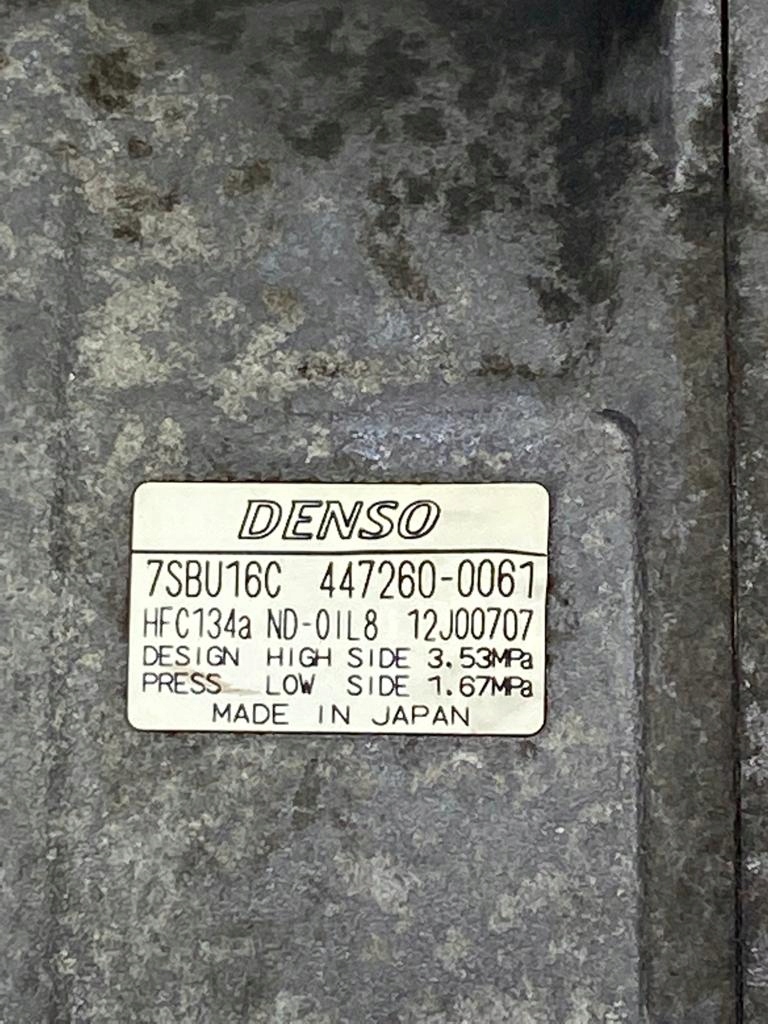 DENSO
7SBU16C 447260-0061
HFC134a ND-OIL8 12J00707
DESIGN HIGH SIDE 3.53MPa
PRESS LOW SIDE 1.67MPa
MADE IN JAPAN